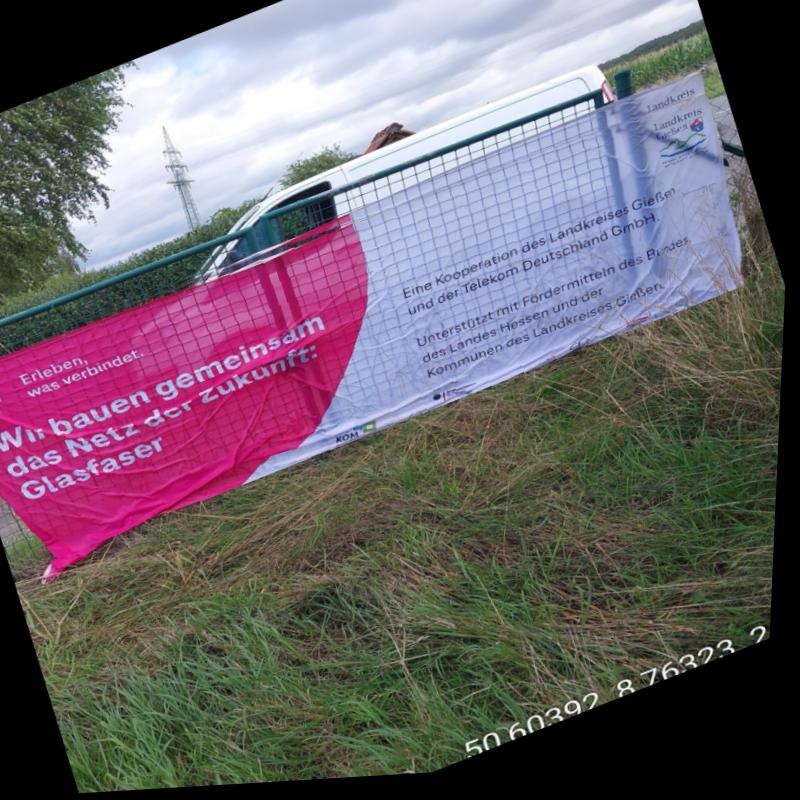 Erleben,
was verbindet.
Wir bauen gemeinsam
das Netz der Zukunft:
Glasfaser
Landkreis
Landkreis
Gießen
Eine Kooperation des Landkreises Gießen
und der Telekom Deutschland GmbH.
Unterstützt mit Fördermitteln des Bundes,
des Landes Hessen und der
Kommunen des Landkreises Gießen.
KOM
50.60392, 8.76323, 2